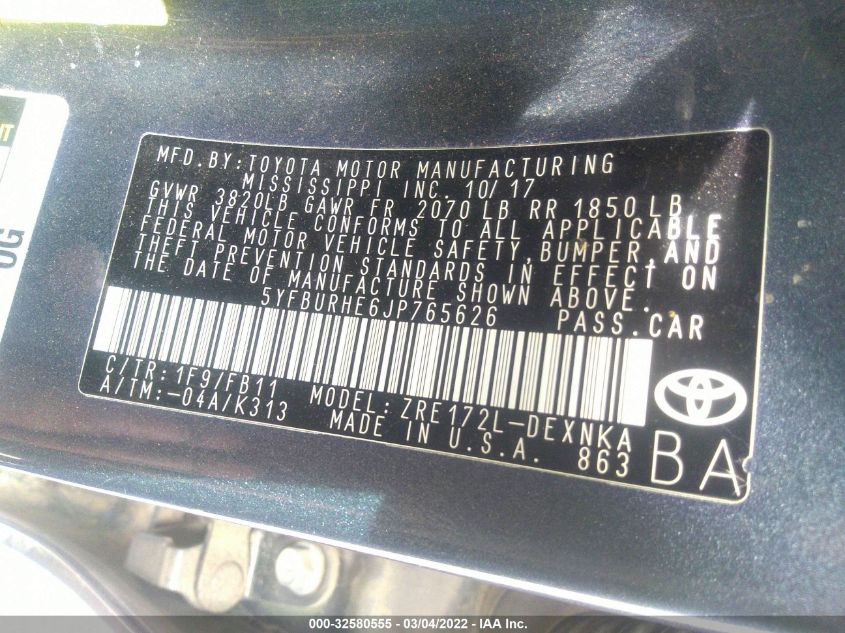 IT
OG
MFD. BY: TOYOTA MOTOR MANUFACTURING
MISSISSIPPI INC. 10/17
GVWR 3820LB GAWR FR 2070 LB RR 1850 LB
THIS VEHICLE CONFORMS TO ALL APPLICABLE
FEDERAL MOTOR VEHICLE SAFETY, BUMPER, AND
THEFT PREVENTION STANDARDS IN EFFECT ON
THE DATE OF MANUFACTURE SHOWN ABOVE.
5YFBURHE6JP765626 PASS. CAR
C/TR: 1F9/FB11
A/TM:-04A/K313
MODEL: ZRE172L-DEXNKA
MADE IN U.S.A. 863
BA
000-32580555 - 03/04/2022 - IAA Inc.